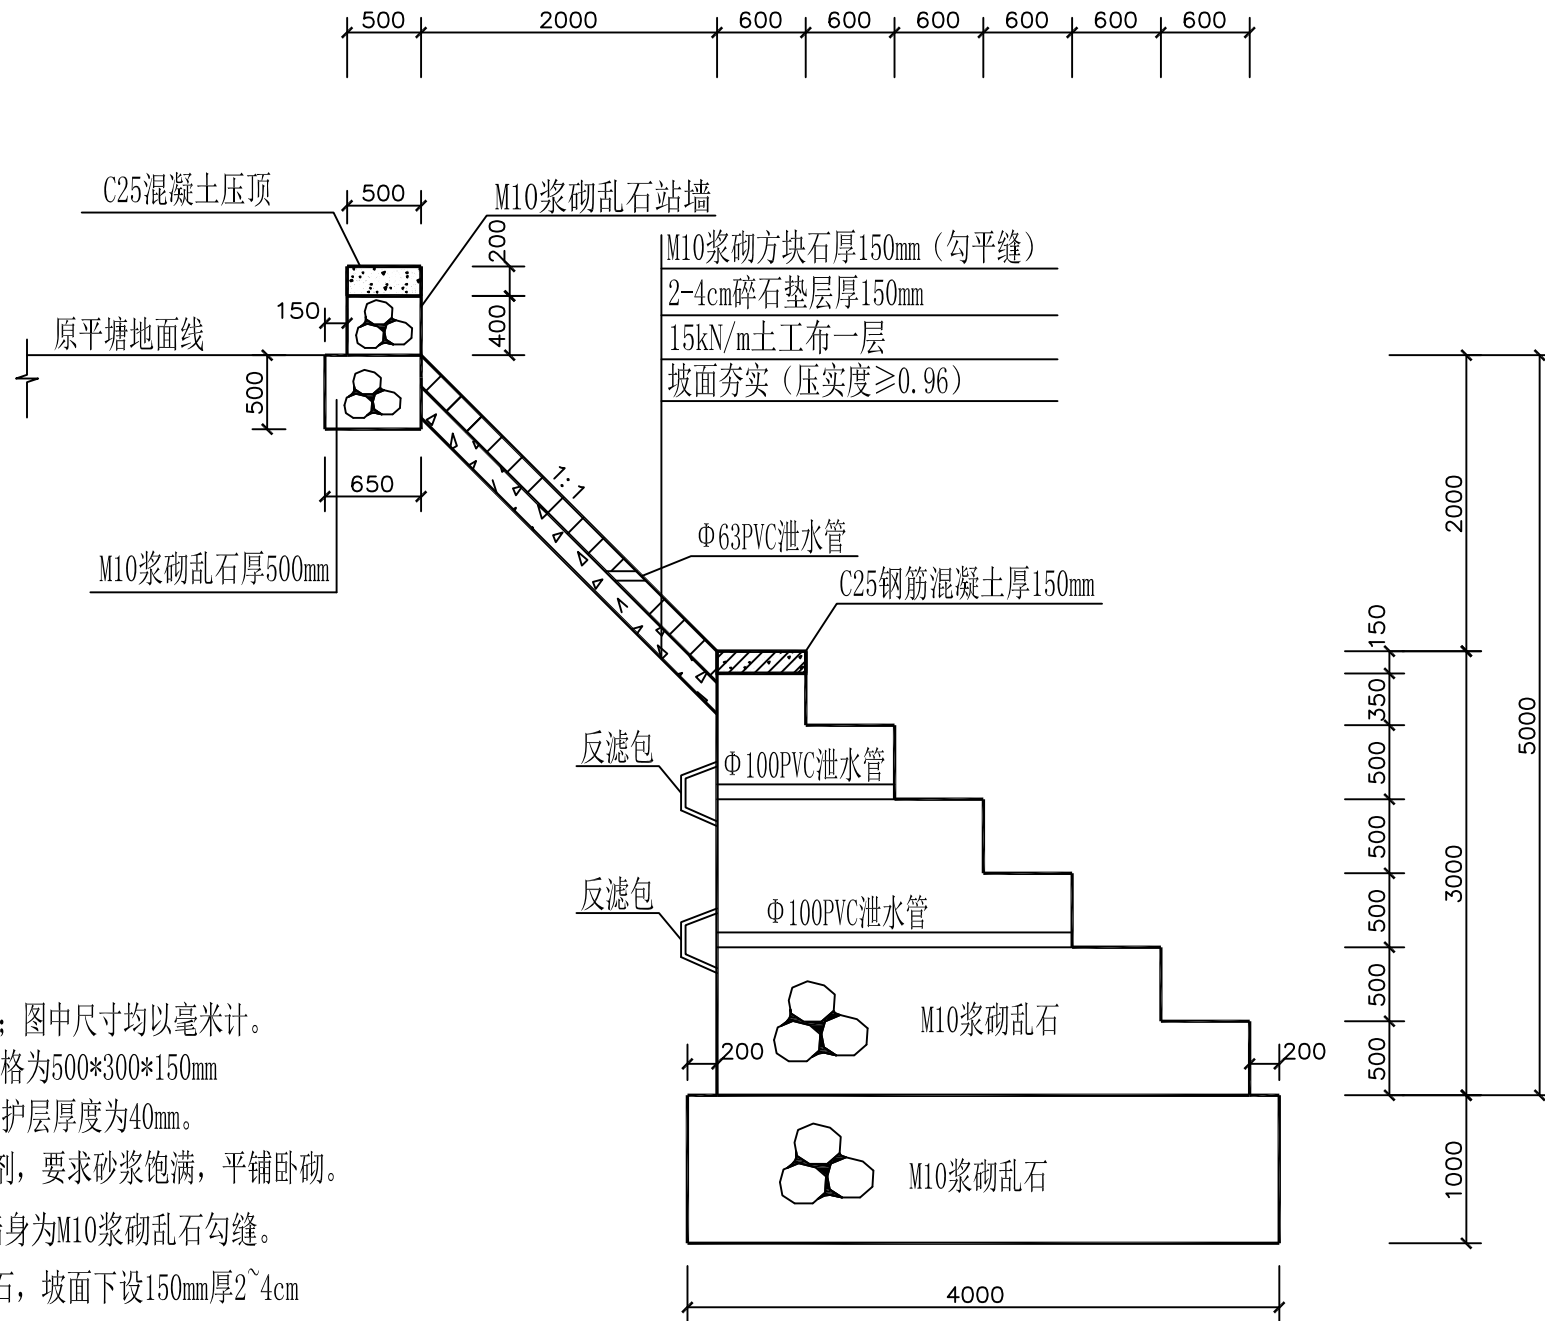 500 2000 600 600 600 600 600 600
C25混凝土压顶
500
M10浆砌乱石站墙
200
400
150
原平塘地面线
500
650
M10浆砌乱石厚500mm
M10浆砌方块石厚150mm（勾平缝）
2-4cm碎石垫层厚150mm
15kN/m土工布一层
坡面夯实（压实度≥0.96）
1:1
Φ63PVC泄水管
C25钢筋混凝土厚150mm
反滤包
Φ100PVC泄水管
反滤包
Φ100PVC泄水管
M10浆砌乱石
200
200
M10浆砌乱石
4000
150
350
500
500
500
500
500
2000
3000
1000
5000
；图中尺寸均以毫米计。
格为500*300*150mm
护层厚度为40mm。
剂，要求砂浆饱满，平铺卧砌。
身为M10浆砌乱石勾缝。
石，坡面下设150mm厚2~4cm